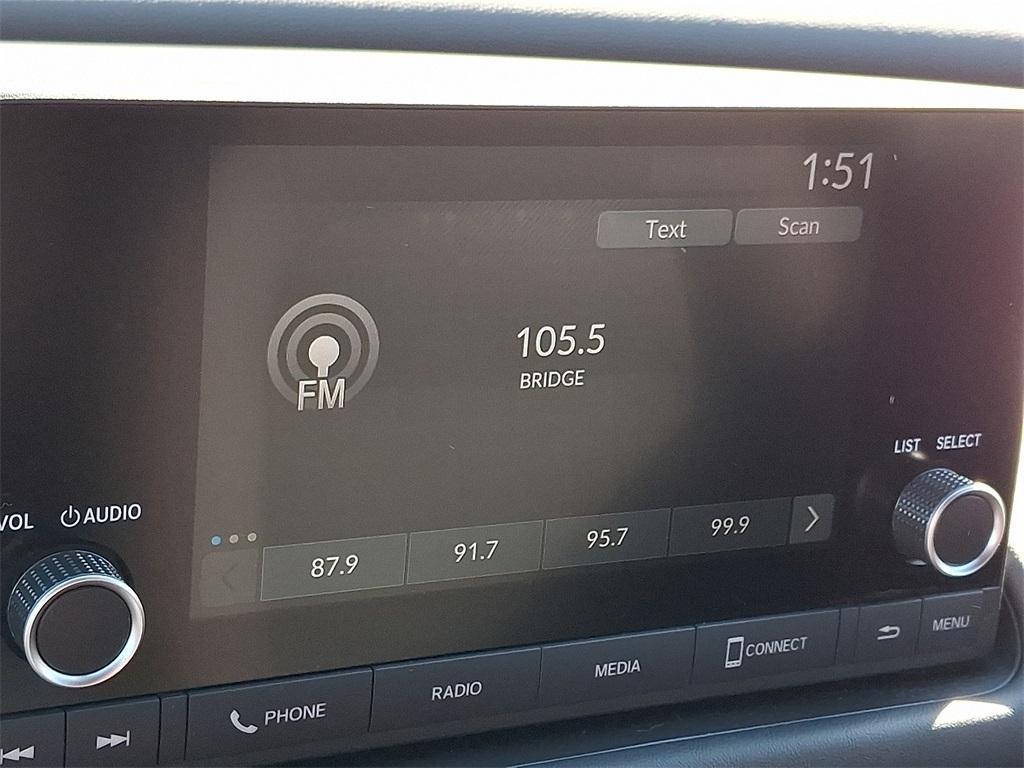 1:51
Text Scan
105.5
FM
BRIDGE
LIST SELECT
VOL AUDIO
87.9 91.7 95.7 99.9
PHONE RADIO MEDIA CONNECT MENU